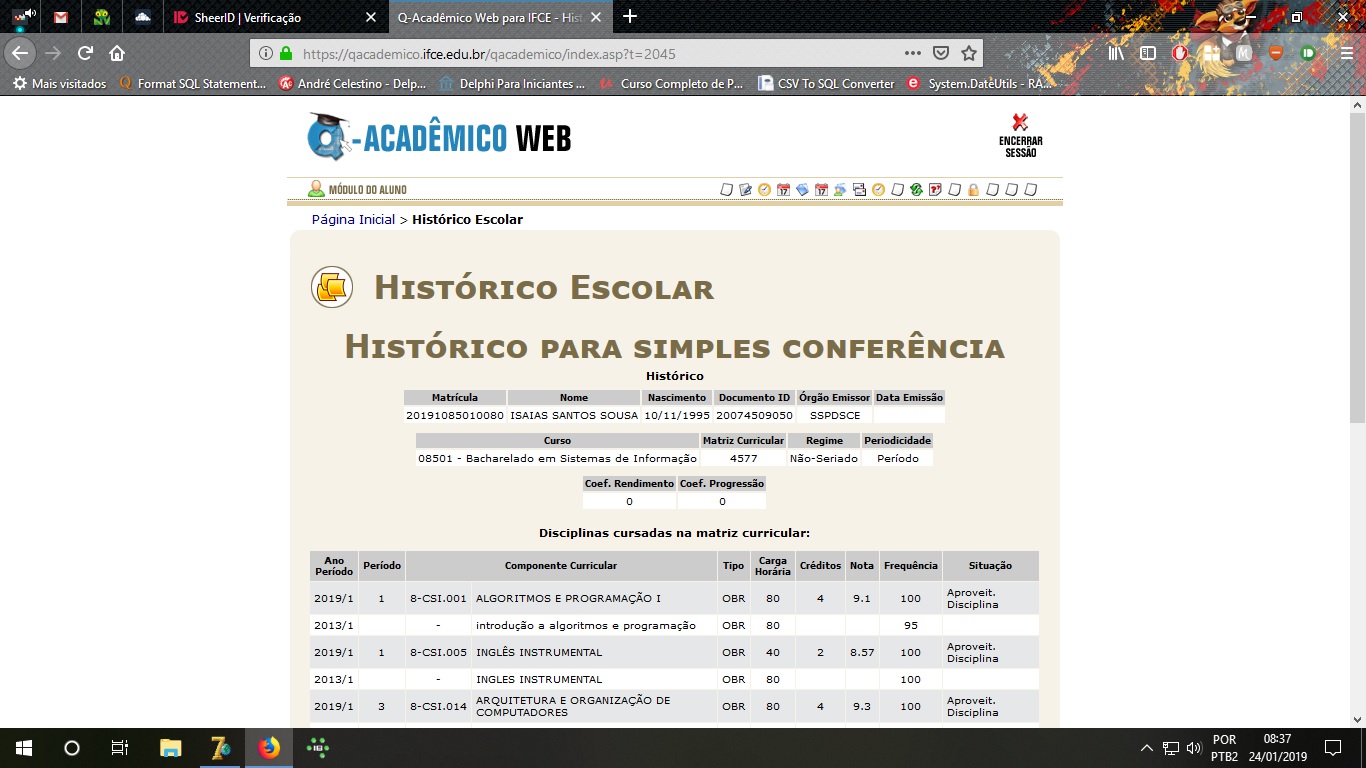 SheerID | Verificação
Q-Acadêmico Web para IFCE - Hist
https://qacademico.ifce.edu.br/qacademico/index.asp?t=2045
Mais visitados
Format SQL Statement...
André Celestino - Delp...
Delphi Para Iniciantes ...
Curso Completo de P...
CSV To SQL Converter
System.DateUtils - RA...
Q-ACADÊMICO WEB
ENCERRAR
SESSÃO
MÓDULO DO ALUNO
Página Inicial > Histórico Escolar
Histórico Escolar
Histórico para simples conferência
Histórico
Matrícula Nome Nascimento Documento ID Órgão Emissor Data Emissão
20191085010080 ISAIAS SANTOS SOUSA 10/11/1995 20074509050 SSPDSCE
Curso Matriz Curricular Regime Periodicidade
08501 - Bacharelado em Sistemas de Informação 4577 Não-Seriado Período
Coef. Rendimento Coef. Progressão
0 0
Disciplinas cursadas na matriz curricular:
Ano Período Período Componente Curricular Tipo Carga Horária Créditos Nota Frequência Situação
2019/1 1 8-CSI.001 ALGORITMOS E PROGRAMAÇÃO I OBR 80 4 9.1 100 Aproveit. Disciplina
2013/1 - introdução a algoritmos e programação OBR 80 95
2019/1 1 8-CSI.005 INGLÊS INSTRUMENTAL OBR 40 2 8.57 100 Aproveit. Disciplina
2013/1 - INGLES INSTRUMENTAL OBR 80 100
2019/1 3 8-CSI.014 ARQUITETURA E ORGANIZAÇÃO DE COMPUTADORES OBR 80 4 9.3 100 Aproveit. Disciplina
POR
PTB2
08:37
24/01/2019